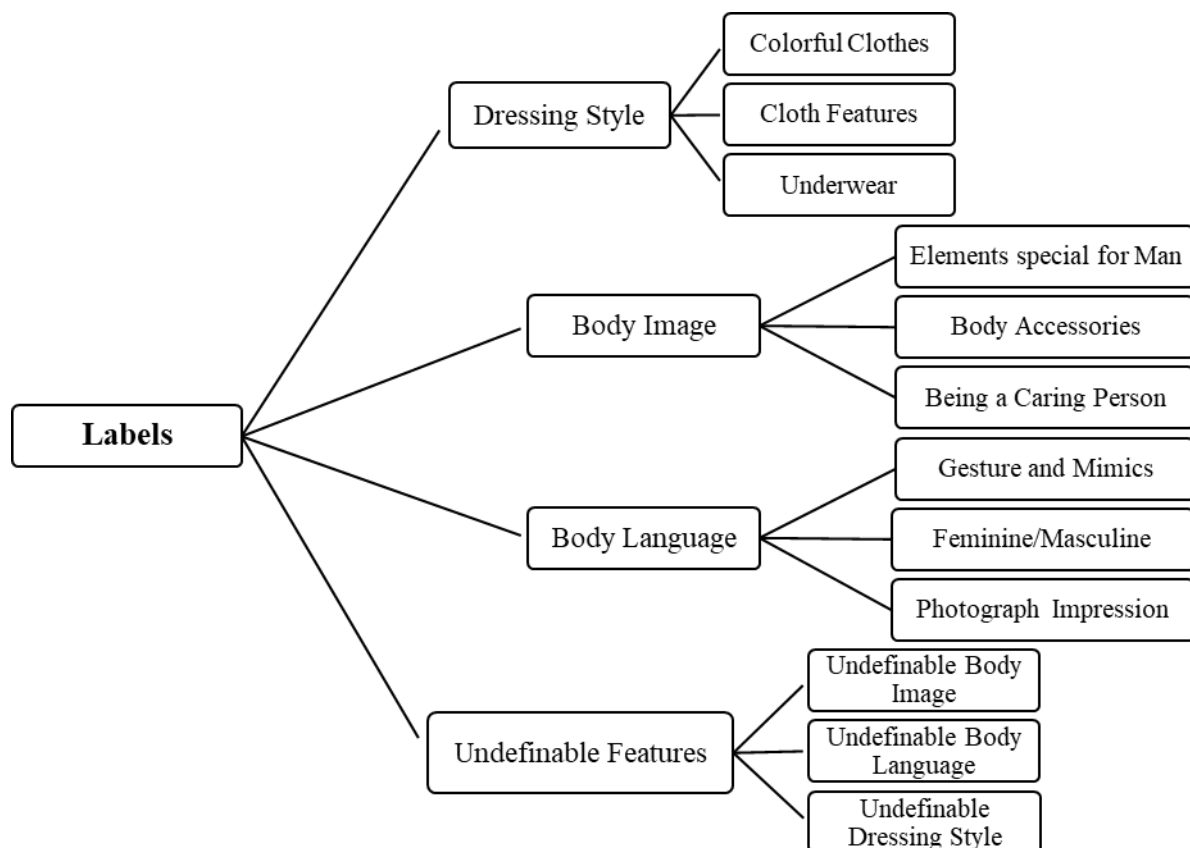 Labels
Dressing Style
Colorful Clothes
Cloth Features
Underwear
Body Image
Elements special for Man
Body Accessories
Being a Caring Person
Body Language
Gesture and Mimics
Feminine/Masculine
Photograph Impression
Undefinable Features
Undefinable Body
Image
Undefinable Body
Language
Undefinable
Dressing Style